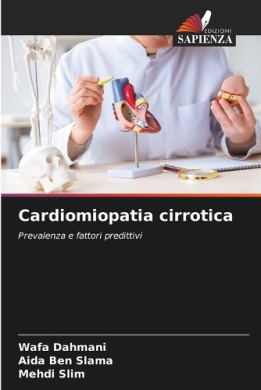 EDIZIONI
SAPIENZA
Cardiomiopatia cirrotica
Prevalenza e fattori predittivi
Wafa Dahmani
Aida Ben Slama
Mehdi Slim